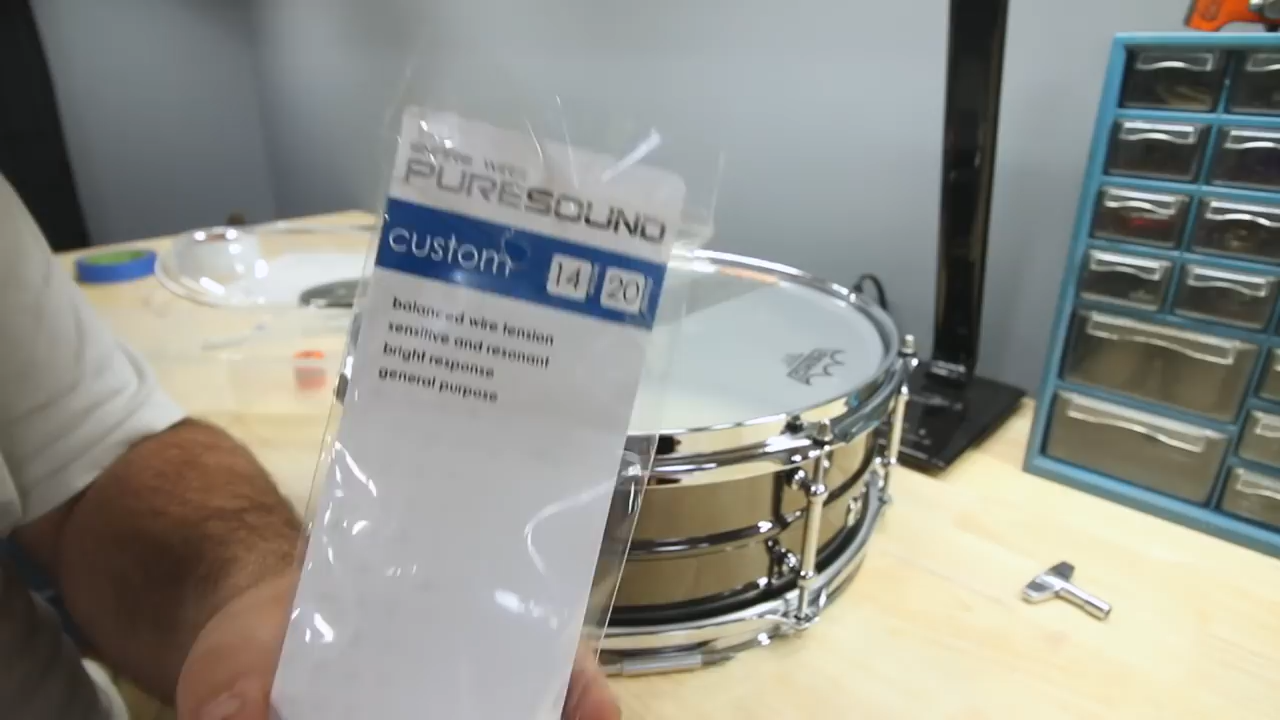 PURESOUND
custom 14 20
balanced wire tension
sensitive and resonant
bright response
general purpose